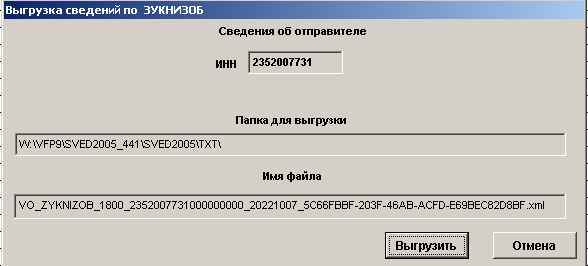 Выгрузка сведений по ЗУКНИЗОБ
Сведения об отправителе
ИНН 2352007731
Папка для выгрузки
W:\VFP9\SVED2005_441\SVED2005\TXT\
Имя файла
VO_ZYKNIZOB_1800_2352007731000000000_20221007_5C66FBBF-203F-46AB-ACFD-E69BEC82D8BF.xml
Выгрузить Отмена